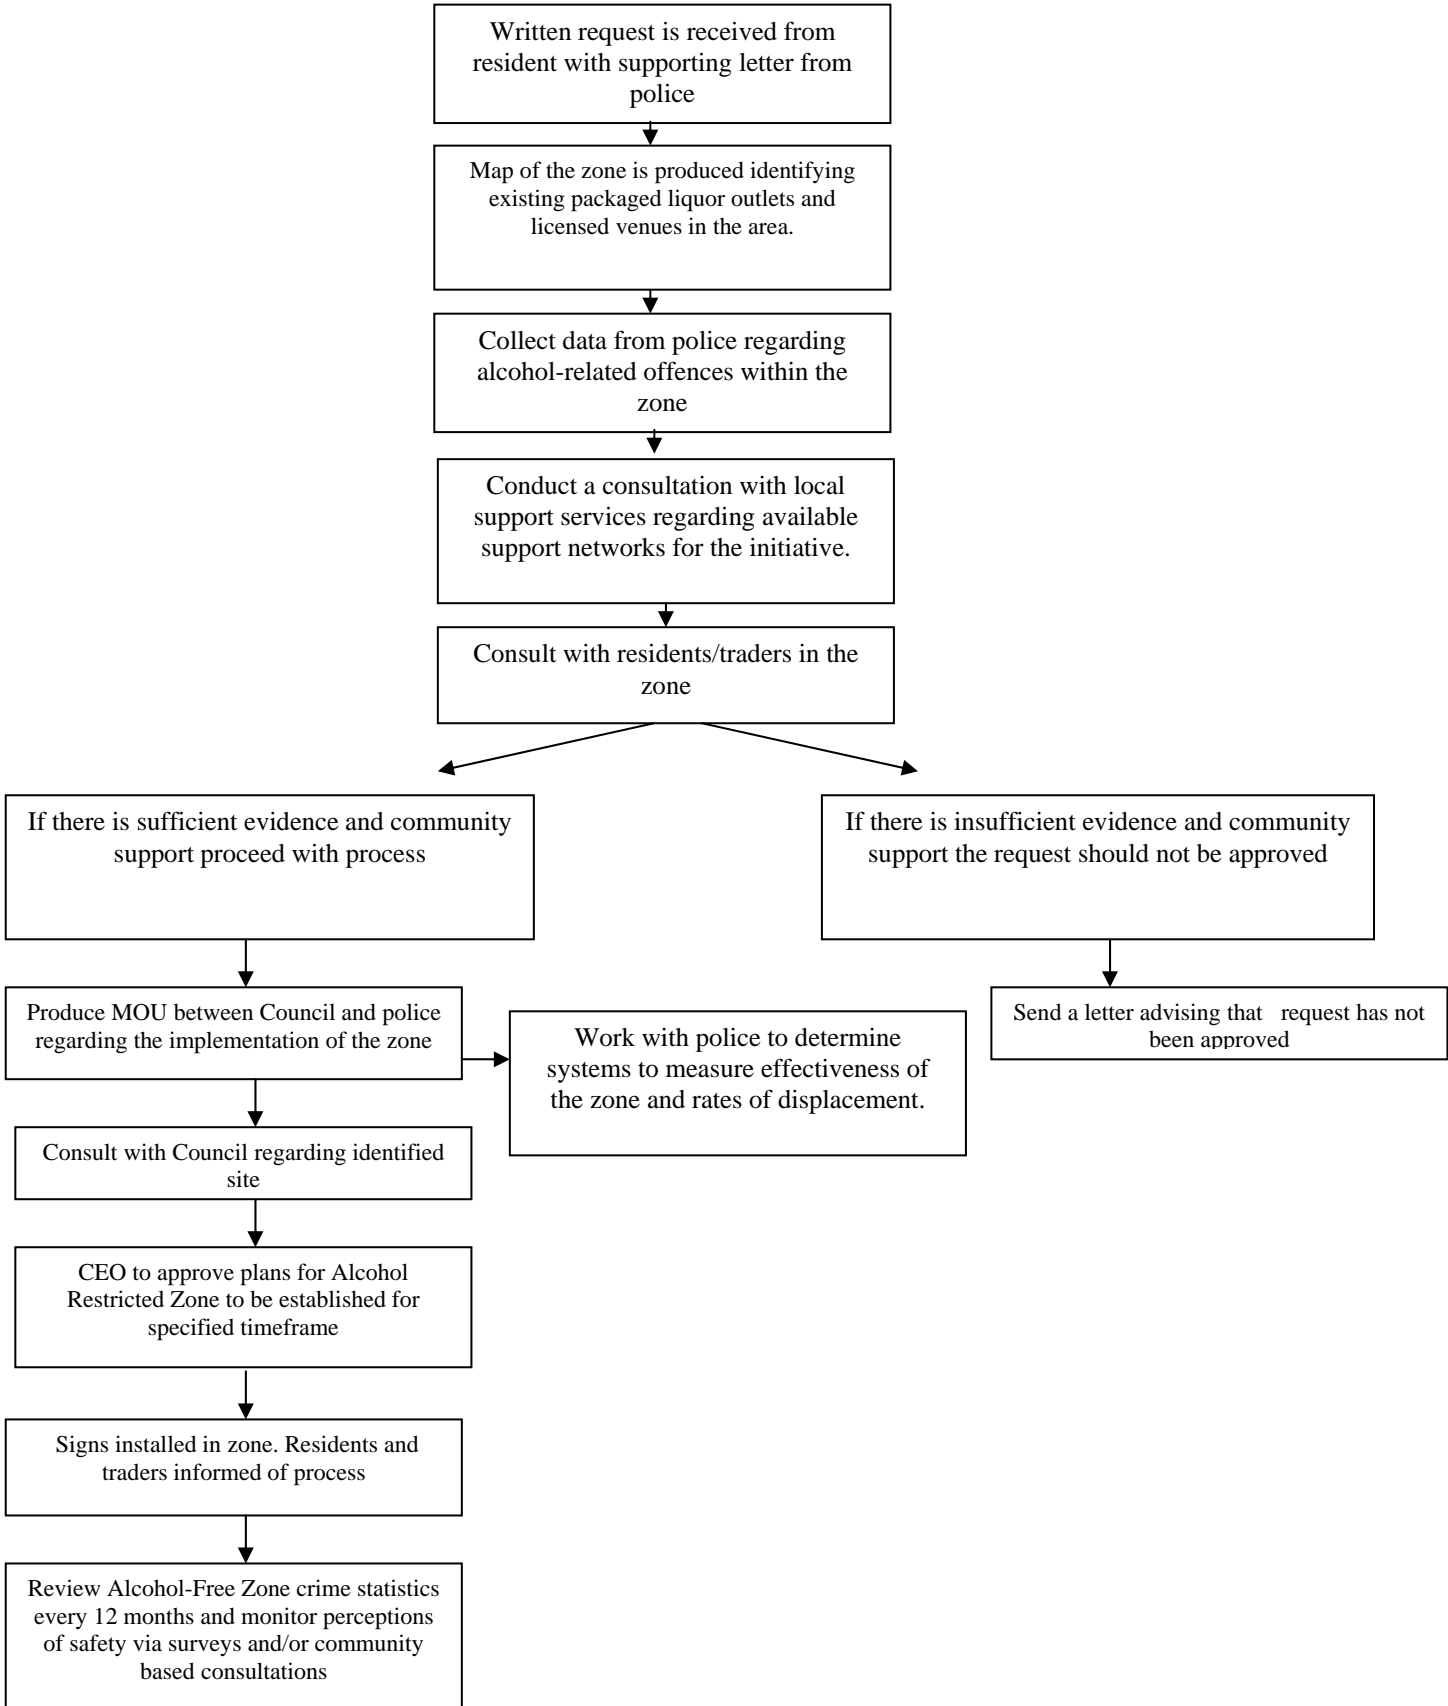 Written request is received from
resident with supporting letter from
police
Map of the zone is produced identifying
existing packaged liquor outlets and
licensed venues in the area.
Collect data from police regarding
alcohol-related offences within the
zone
Conduct a consultation with local
support services regarding available
support networks for the initiative.
Consult with residents/traders in the
zone
If there is sufficient evidence and community
support proceed with process
If there is insufficient evidence and community
support the request should not be approved
Produce MOU between Council and police
regarding the implementation of the zone
Send a letter advising that request has not
been approved
Work with police to determine
systems to measure effectiveness of
the zone and rates of displacement.
Consult with Council regarding identified
site
CEO to approve plans for Alcohol
Restricted Zone to be established for
specified timeframe
Signs installed in zone. Residents and
traders informed of process
Review Alcohol-Free Zone crime statistics
every 12 months and monitor perceptions
of safety via surveys and/or community
based consultations